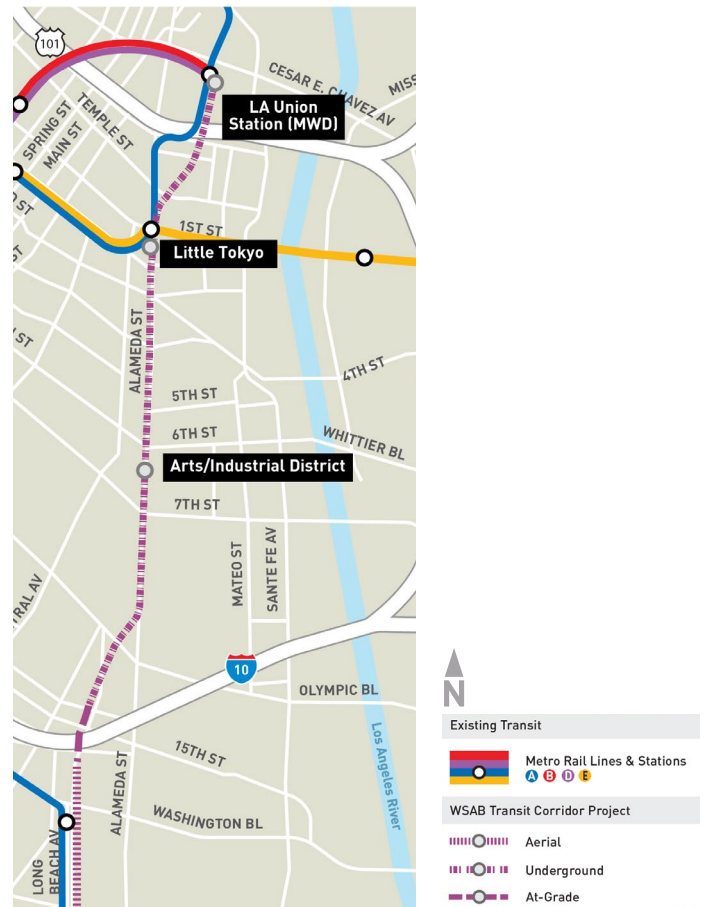 101
CESAR E. CHAVEZ AV
MISS
LA Union
Station (MWD)
TEMPLE ST
SPRING ST
MAIN ST
D ST
1ST ST
Little Tokyo
ST
ST
ALAMEDA ST
4TH ST
5TH ST
6TH ST
WHITTIER BL
Arts/Industrial District
7TH ST
MATEO ST
SANTE FE AV
TRAL AV
10
OLYMPIC BL
Los Angeles River
15TH ST
ALAMEDA ST
WASHINGTON BL
LONG
BEACH AV
N
Existing Transit
Metro Rail Lines & Stations
A B D E
WSAB Transit Corridor Project
Aerial
Underground
At-Grade